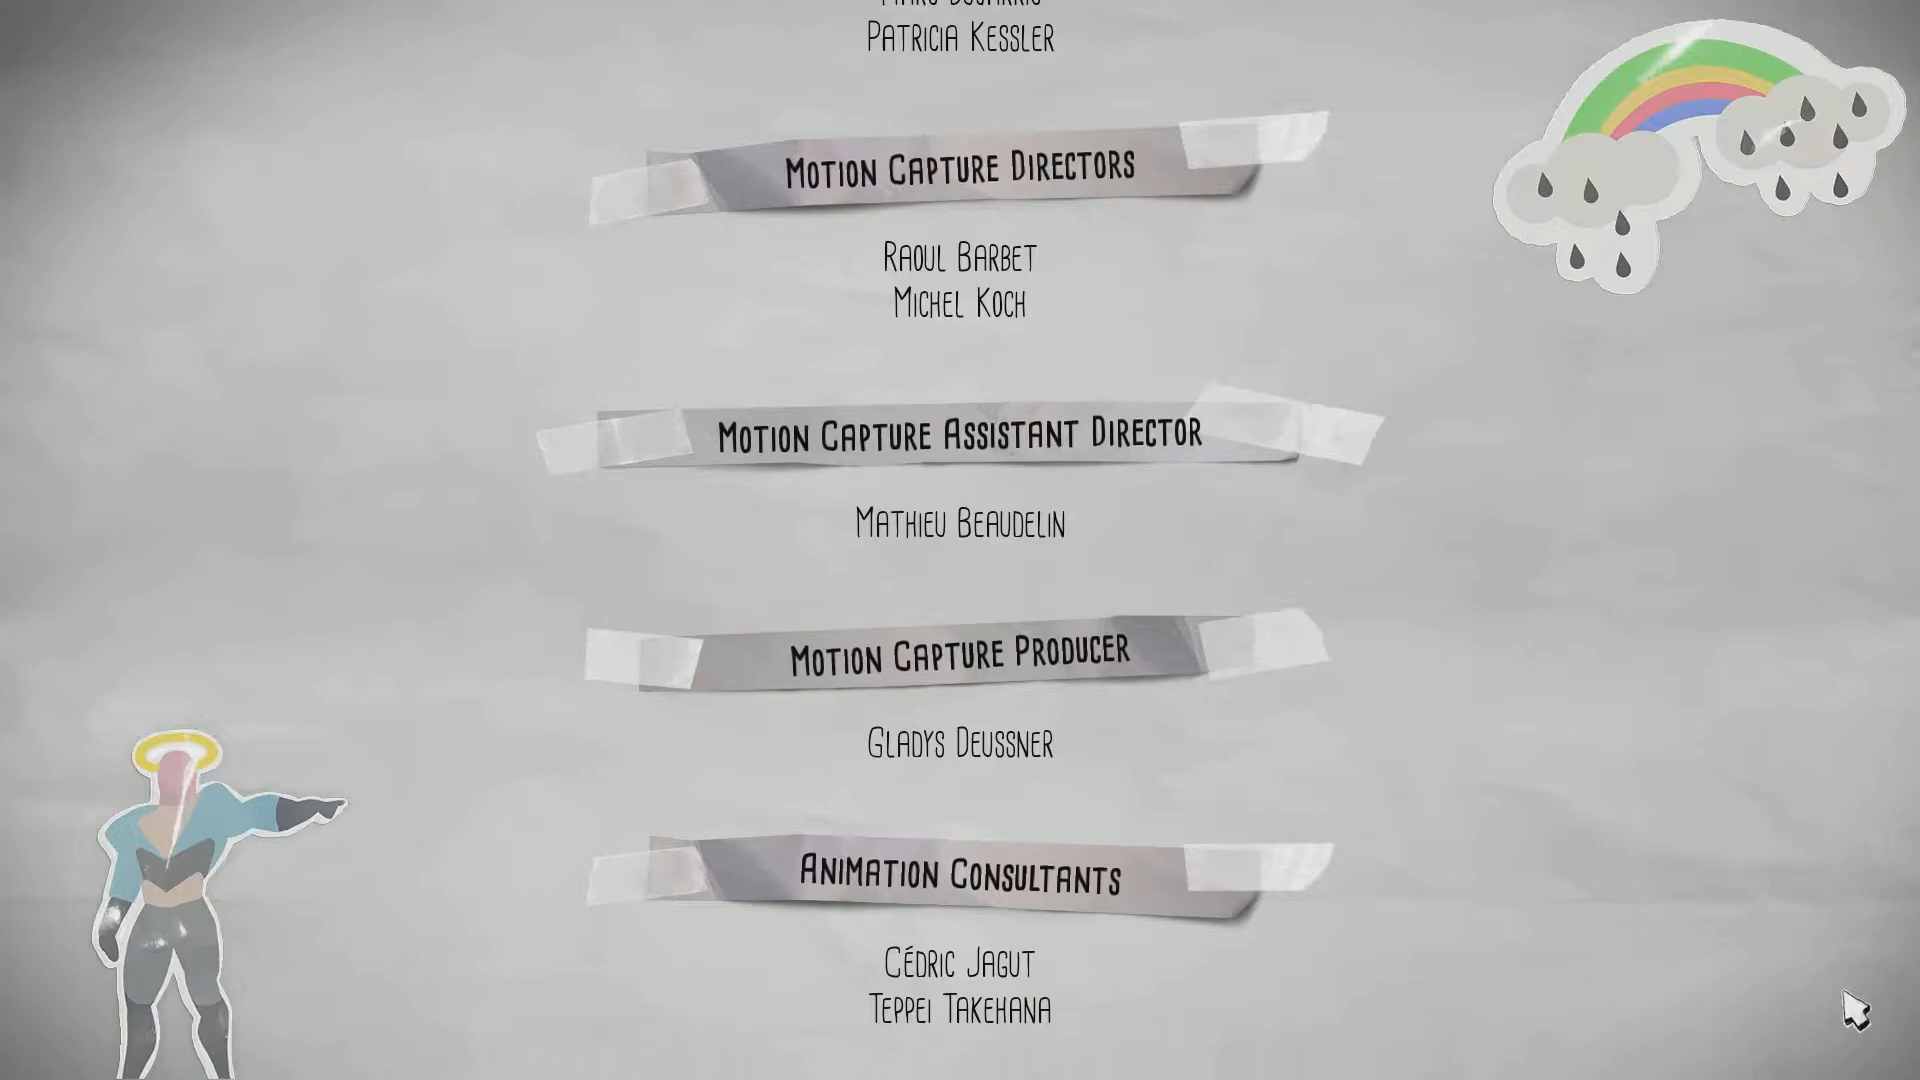 Patricia Kessler
Motion Capture Directors
Raoul Barbet
Michel Koch
Motion Capture Assistant Director
Mathieu Beaudelin
Motion Capture Producer
Gladys Deussner
Animation Consultants
Cédric Jagut
Teppei Takehana